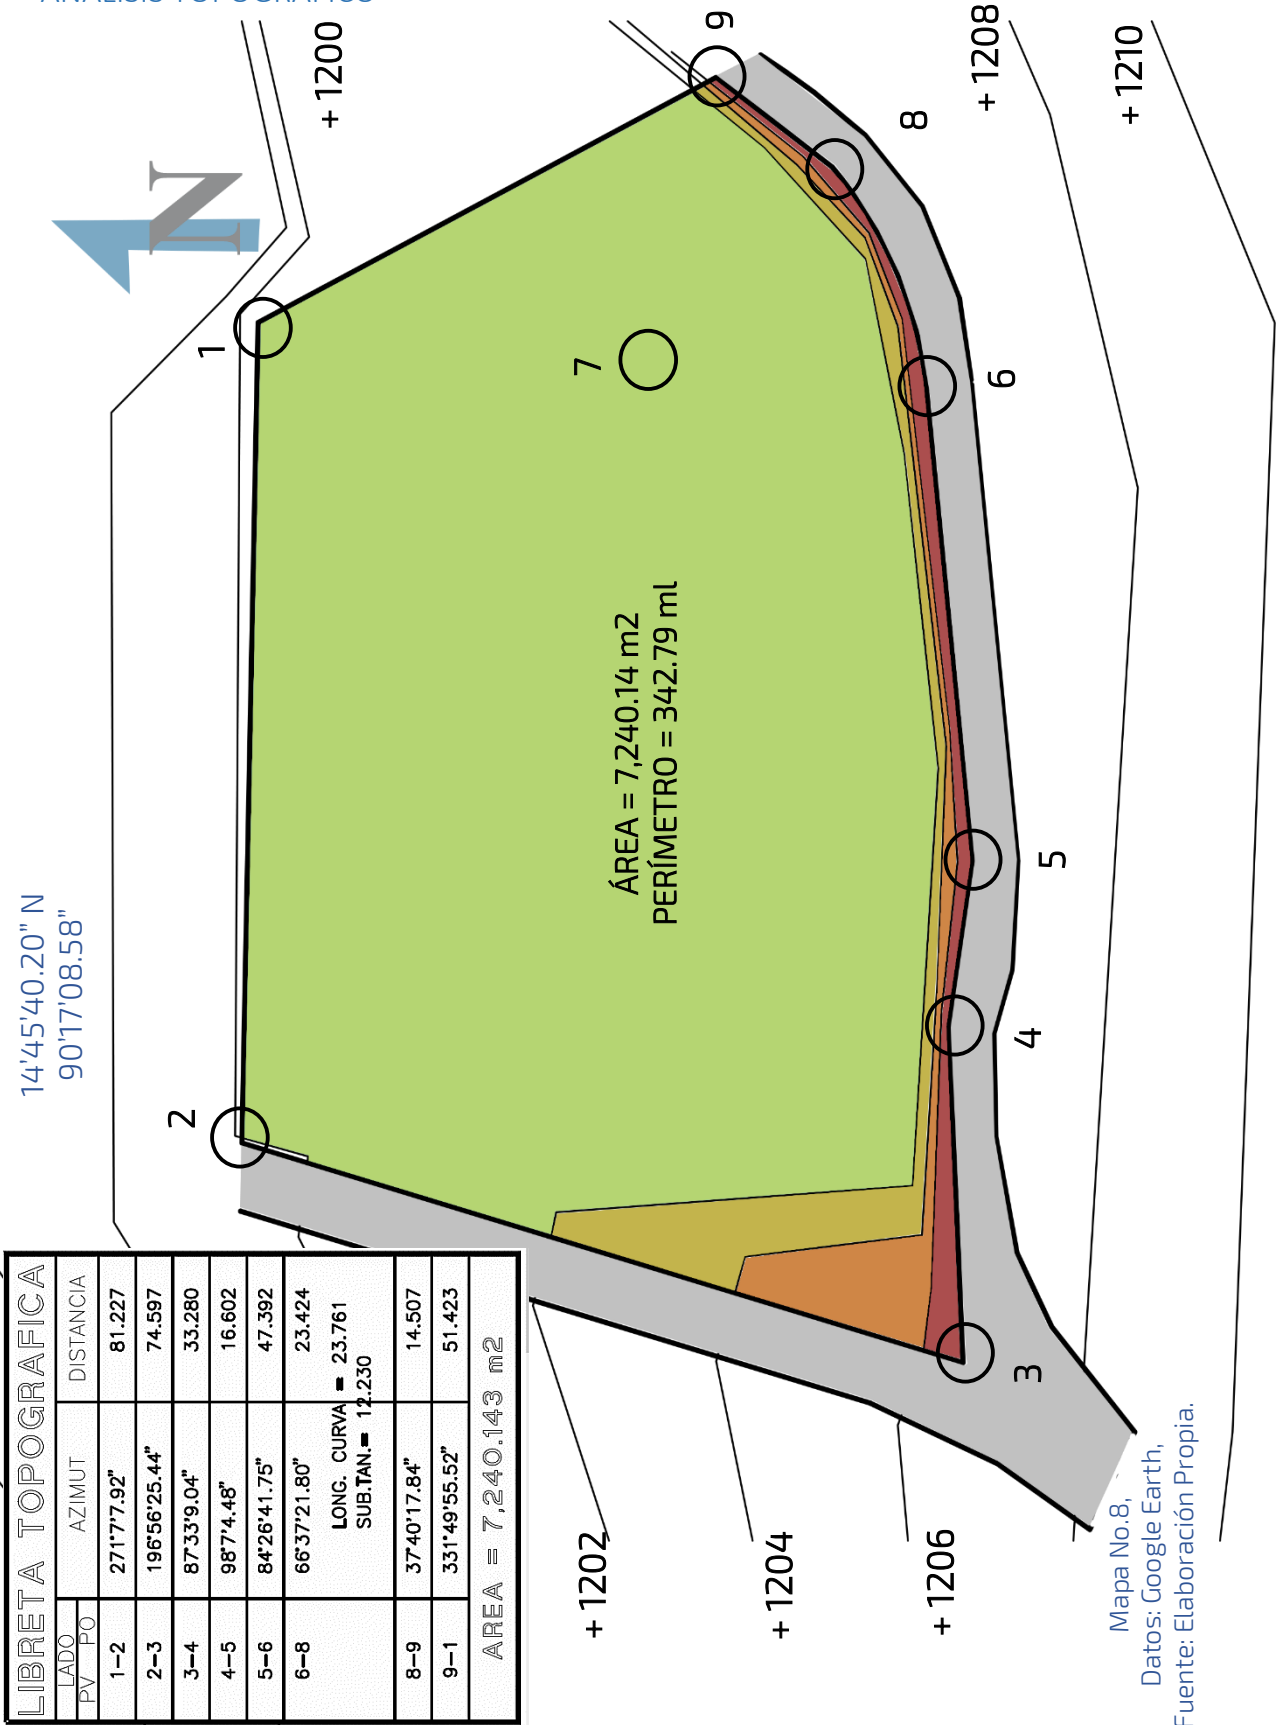 ANÁLISIS TOPOGRÁFICO
14'45'40.20" N
90'17'08.58"
N
+ 1200
+ 1208
+ 1210
1
2
3
4
5
6
7
8
9
ÁREA = 7,240.14 m2
PERÍMETRO = 342.79 ml
+ 1202
+ 1204
+ 1206
LIBRETA TOPOGRAFICA
LADO
PV PO AZIMUT DISTANCIA
1-2 271°7'7.92" 81.227
2-3 196°56'25.44" 74.597
3-4 87°33'9.04" 33.280
4-5 98°7'4.48" 16.602
5-6 84°26'41.75" 47.392
6-8 66°37'21.80" 23.424
LONG. CURVA = 23.761
SUB.TAN.= 12.230
8-9 37°40'17.84" 14.507
9-1 331°49'55.52" 51.423
AREA = 7,240.143 m2
Mapa No.8,
Datos: Google Earth,
Fuente: Elaboración Propia.